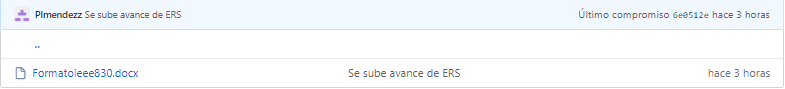 PImendezz Se sube avance de ERS Último compromiso 6e0512e hace 3 horas
..
Formatoieee830.docx Se sube avance de ERS hace 3 horas